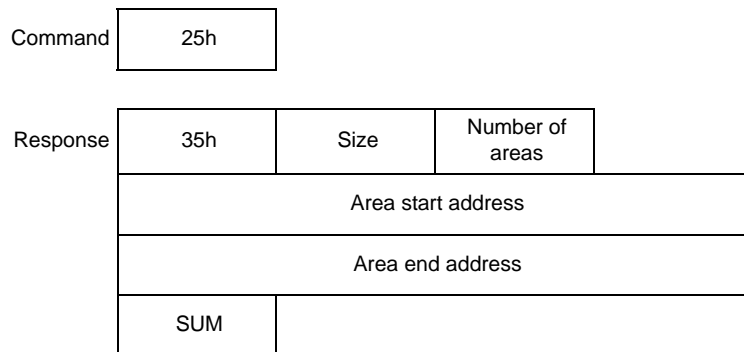 Command 25h
Response 35h Size Number of
areas
Area start address
Area end address
SUM